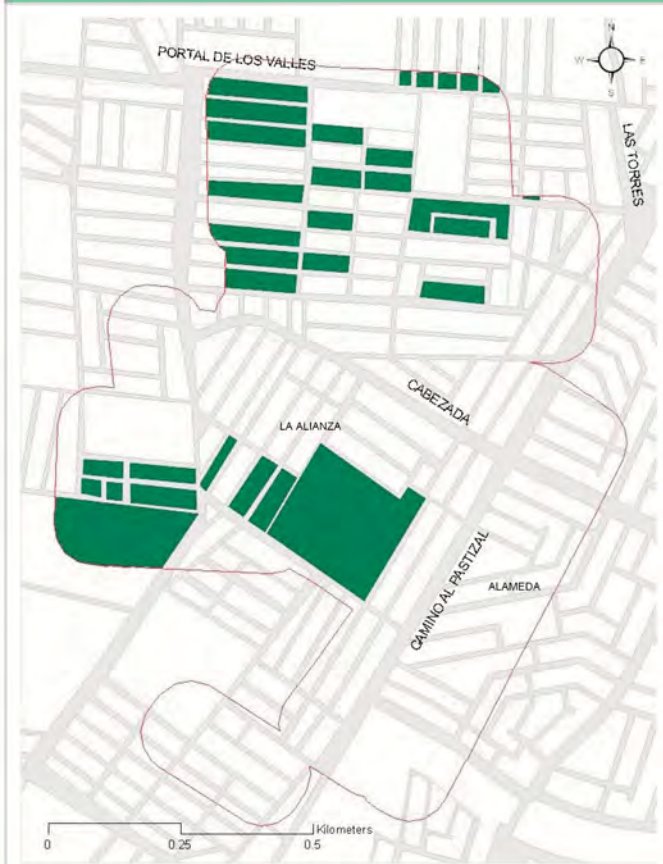 PORTAL DE LOS VALLES
N
W E
S
LAS TORRES
CABEZADA
LA ALIANZA
CAMINO AL PASTIZAL
ALAMEDA
Kilometers
0 0.25 0.5